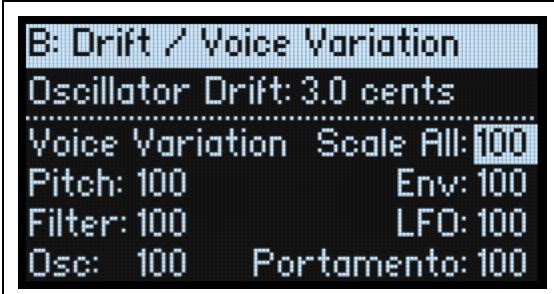 B: Drift / Voice Variation
Oscillator Drift: 3.0 cents
Voice Variation Scale All: 100
Pitch: 100 Env: 100
Filter: 100 LFO: 100
Osc: 100 Portamento: 100